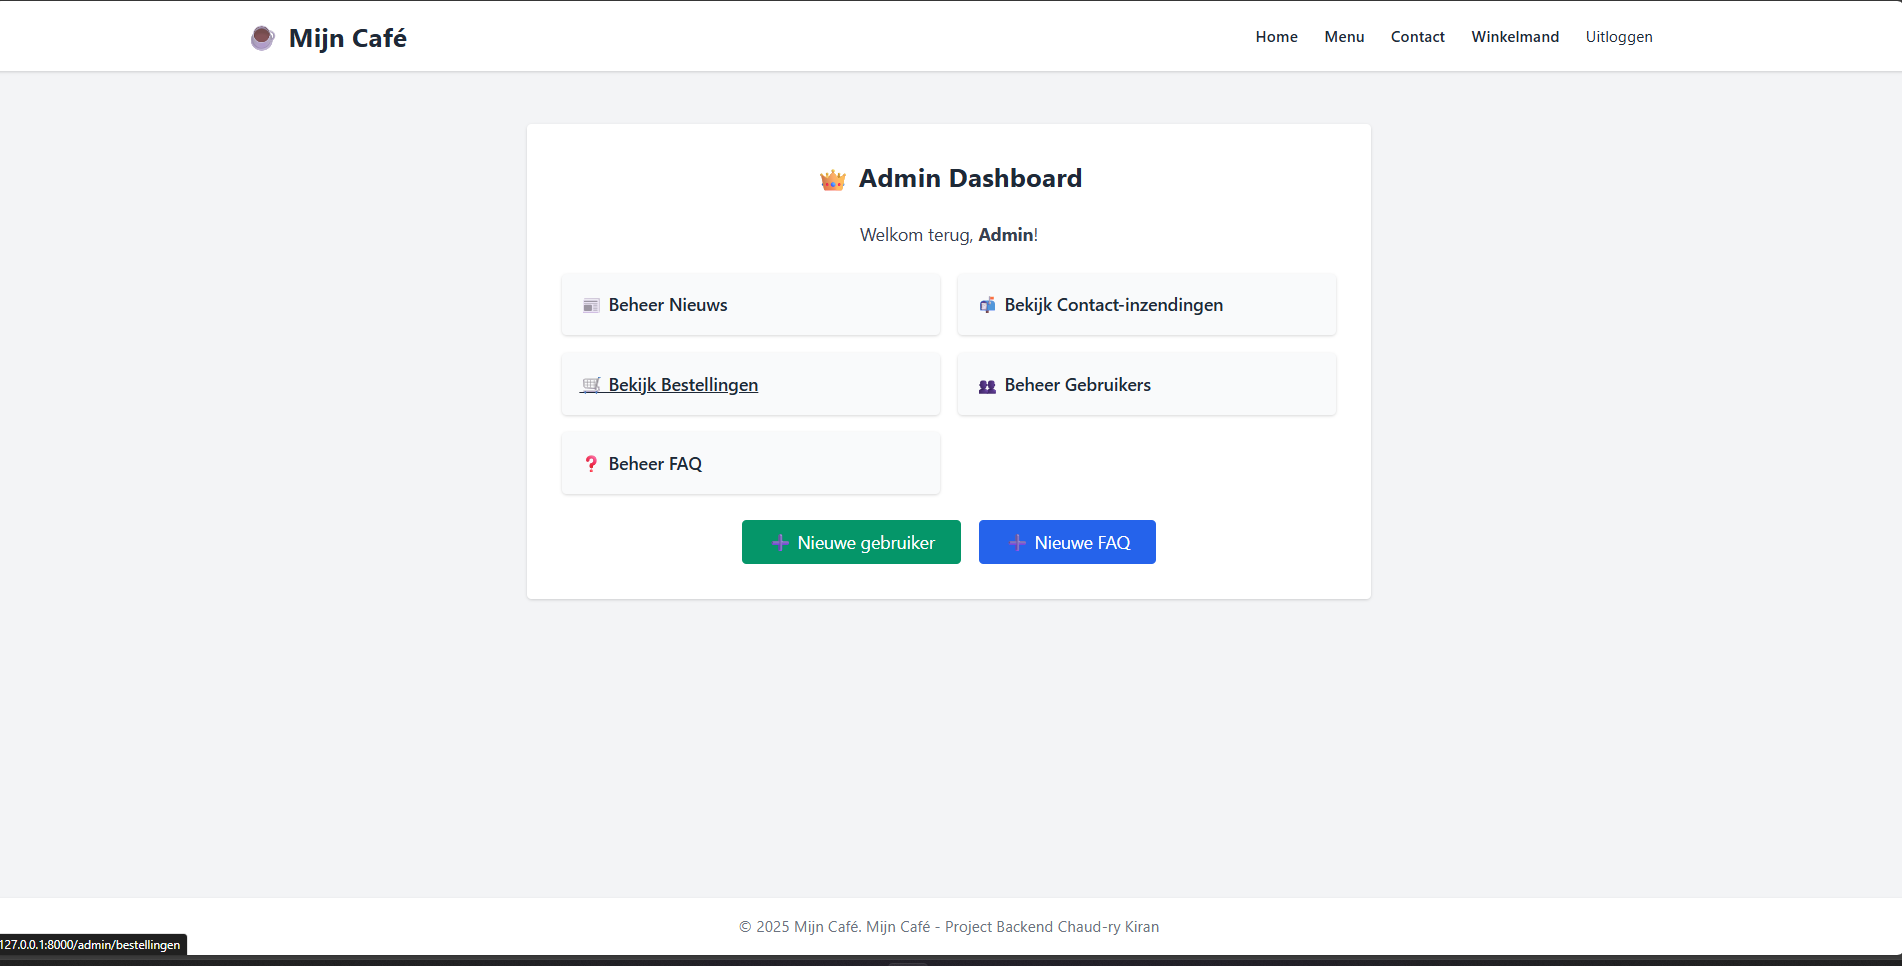 Mijn Café
Home Menu Contact Winkelmand Uitloggen
Admin Dashboard
Welkom terug, Admin!
Beheer Nieuws
Bekijk Contact-inzendingen
Bekijk Bestellingen
Beheer Gebruikers
Beheer FAQ
Nieuwe gebruiker
Nieuwe FAQ
© 2025 Mijn Café. Mijn Café - Project Backend Chaud-ry Kiran
127.0.0.1:8000/admin/bestellingen